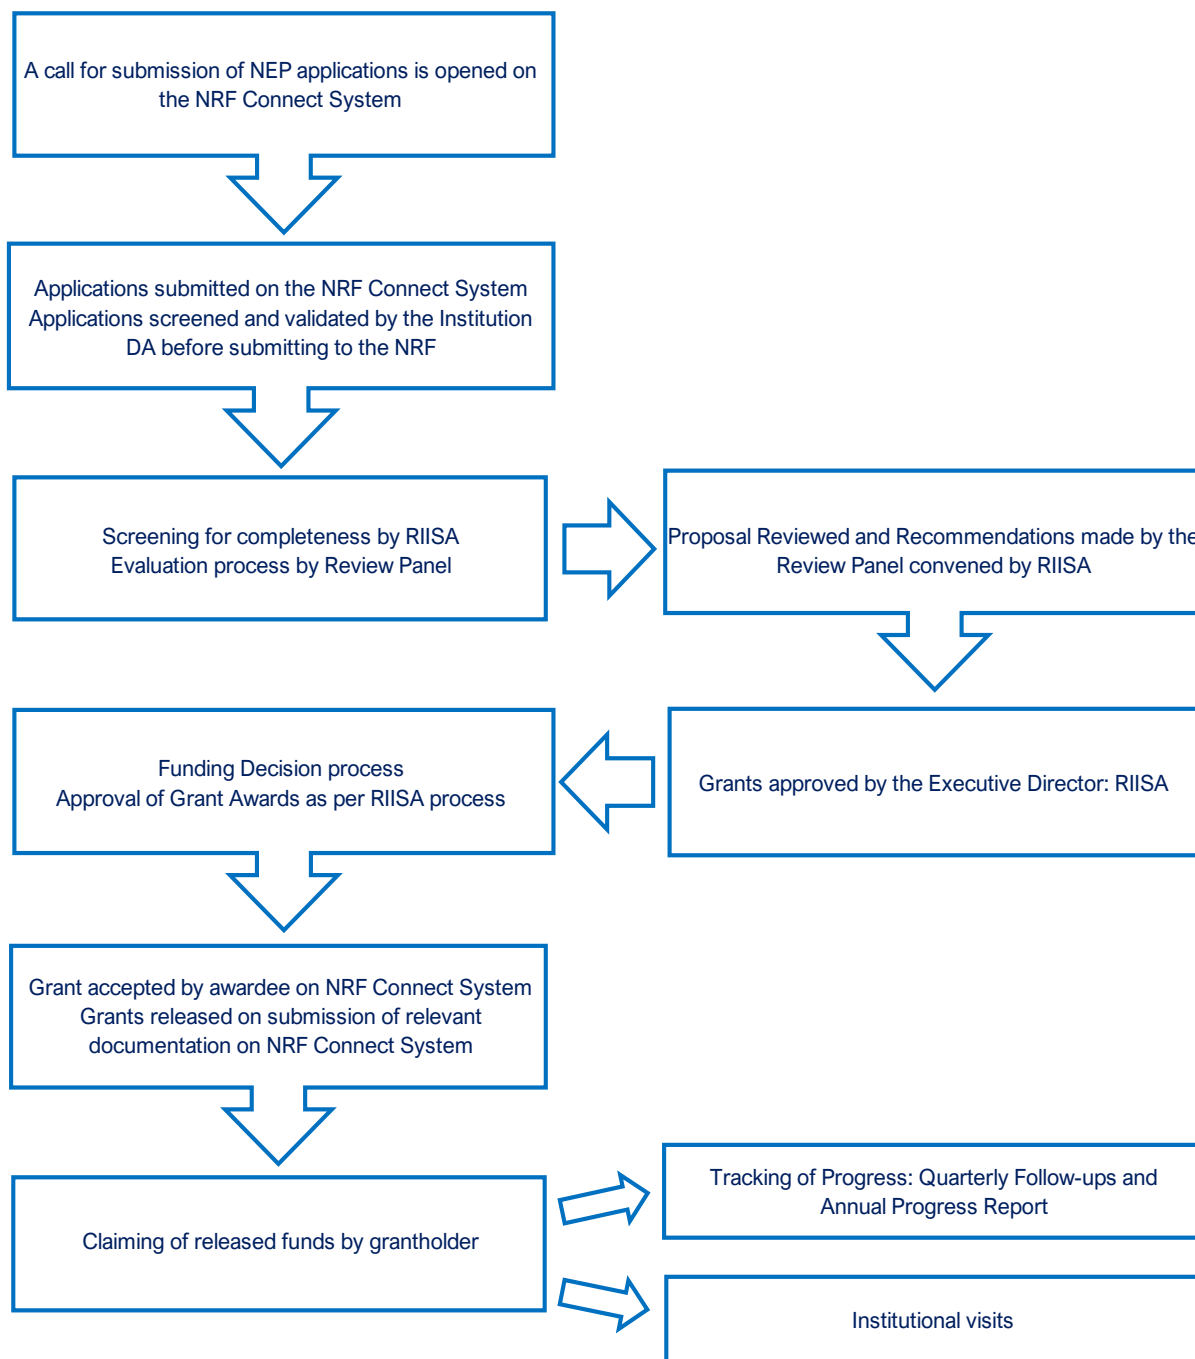 A call for submission of NEP applications is opened on
the NRF Connect System
Applications submitted on the NRF Connect System
Applications screened and validated by the Institution
DA before submitting to the NRF
Screening for completeness by RIISA
Evaluation process by Review Panel
Proposal Reviewed and Recommendations made by the
Review Panel convened by RIISA
Grants approved by the Executive Director: RIISA
Funding Decision process
Approval of Grant Awards as per RIISA process
Grant accepted by awardee on NRF Connect System
Grants released on submission of relevant
documentation on NRF Connect System
Claiming of released funds by grantholder
Tracking of Progress: Quarterly Follow-ups and
Annual Progress Report
Institutional visits